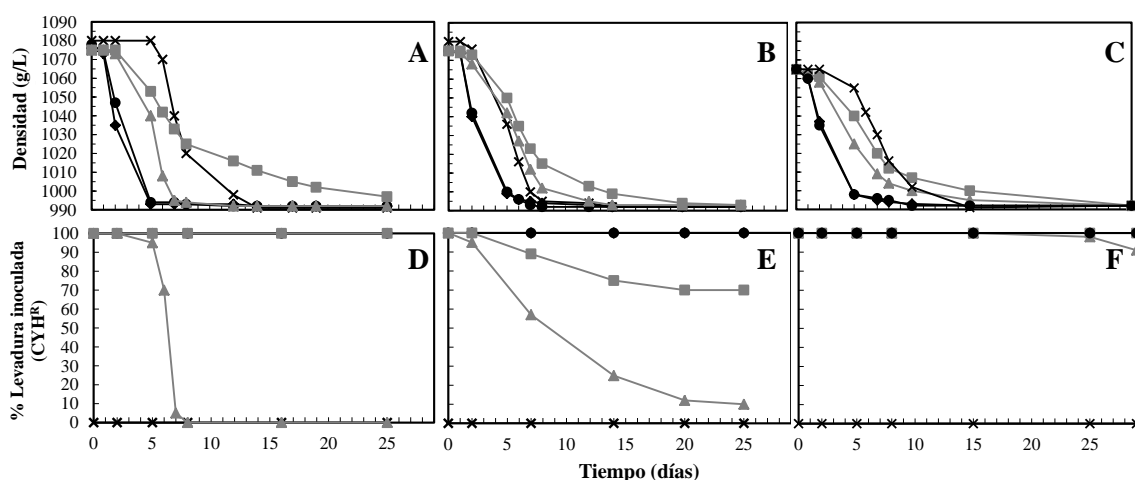 1090
1080
1070
1060
1050
1040
1030
1020
1010
1000
990
Densidad (g/L)
A
B
C
100
90
80
70
60
50
40
30
20
10
0
% Levadura inoculada
(CYHᴿ)
D
E
F
0 5 10 15 20 25
0 5 10 15 20 25
0 5 10 15 20 25
Tiempo (días)